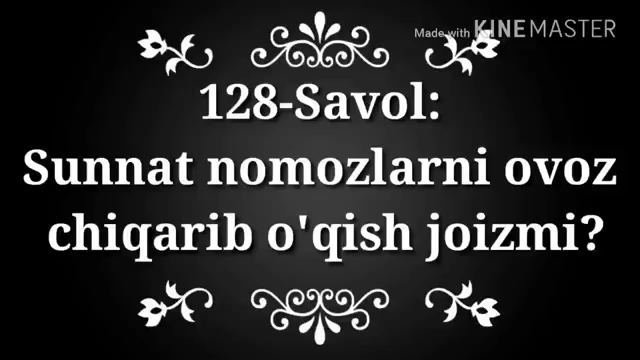 Made with KINEMASTER
128-Savol:
Sunnat nomozlarni ovoz
chiqarib o'qish joizmi?